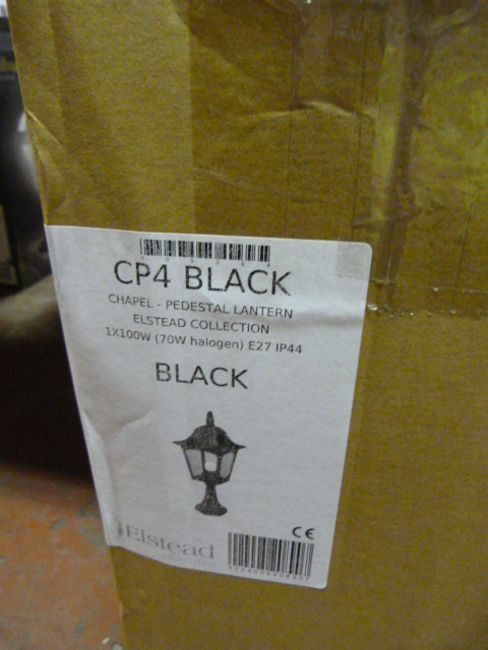 CP4 BLACK
CHAPEL - PEDESTAL LANTERN
ELSTEAD COLLECTION
1X100W (70W halogen) E27 IP44
BLACK
CE
Elstead